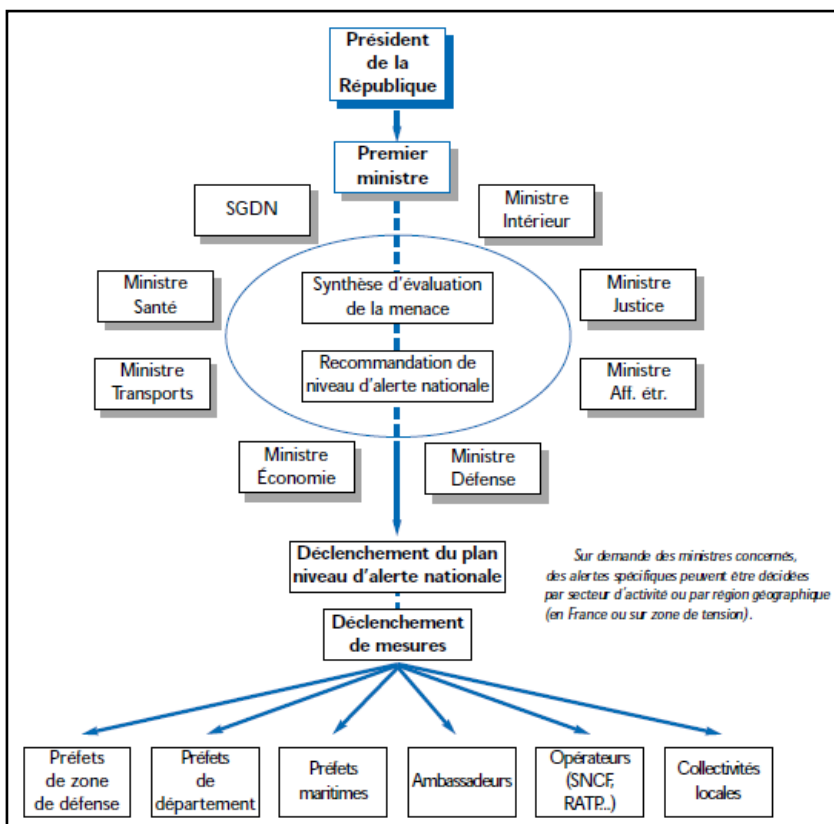 Président
de la
République
Premier
ministre
SGDN
Ministre
Intérieur
Ministre
Santé
Synthèse d'évaluation
de la menace
Ministre
Justice
Ministre
Transports
Recommandation de
niveau d'alerte nationale
Ministre
Aff. étr.
Ministre
Économie
Ministre
Défense
Déclenchement du plan
niveau d'alerte nationale
Sur demande des ministres concernés,
des alertes spécifiques peuvent être décidées
par secteur d'activité ou par région géographique
(en France ou sur zone de tension).
Déclenchement
de mesures
Préfets
de zone
de défense
Préfets
de
département
Préfets
maritimes
Ambassadeurs
Opérateurs
(SNCF,
RATP...)
Collectivités
locales